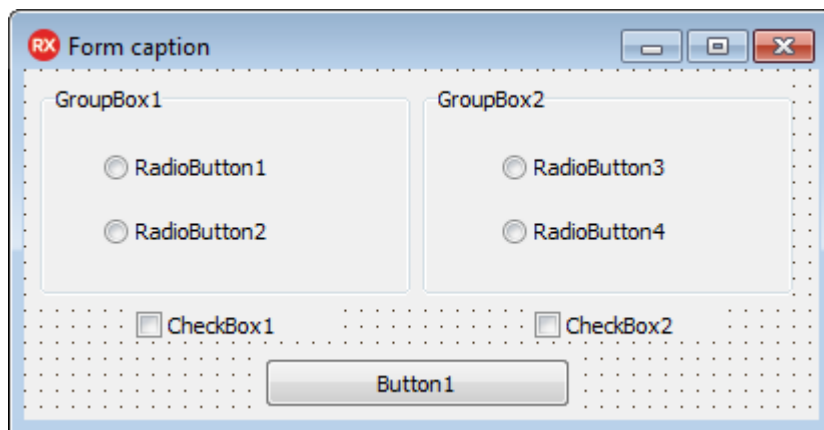 RX Form caption
GroupBox1 GroupBox2
RadioButton1 RadioButton3
RadioButton2 RadioButton4
CheckBox1 CheckBox2
Button1